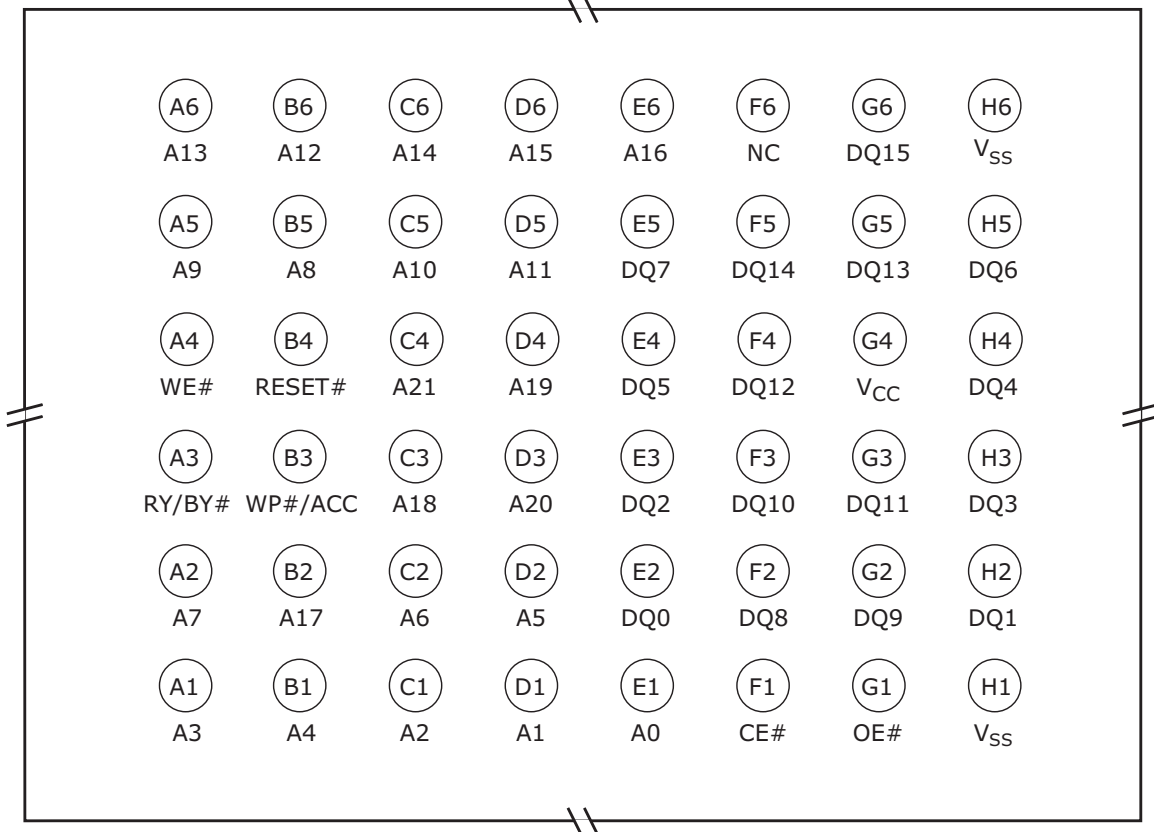 A6 B6 C6 D6 E6 F6 G6 H6
A13 A12 A14 A15 A16 NC DQ15 VSS
A5 B5 C5 D5 E5 F5 G5 H5
A9 A8 A10 A11 DQ7 DQ14 DQ13 DQ6
A4 B4 C4 D4 E4 F4 G4 H4
WE# RESET# A21 A19 DQ5 DQ12 VCC DQ4
A3 B3 C3 D3 E3 F3 G3 H3
RY/BY# WP#/ACC A18 A20 DQ2 DQ10 DQ11 DQ3
A2 B2 C2 D2 E2 F2 G2 H2
A7 A17 A6 A5 DQ0 DQ8 DQ9 DQ1
A1 B1 C1 D1 E1 F1 G1 H1
A3 A4 A2 A1 A0 CE# OE# VSS